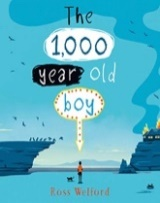 The
1,000
year old
boy
Ross Welford